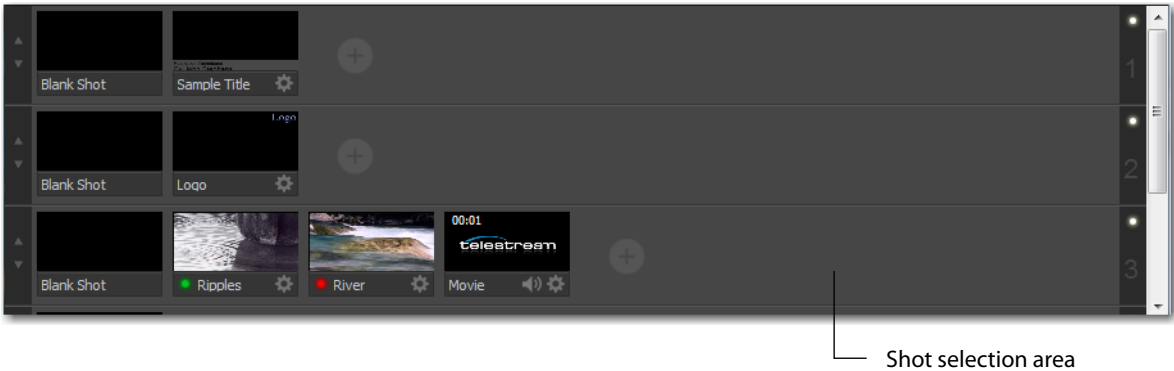 Blank Shot
Sample Title
1
Logo
Blank Shot
Logo
2
00:01
telestream
Blank Shot
Ripples
River
Movie
3
Shot selection area